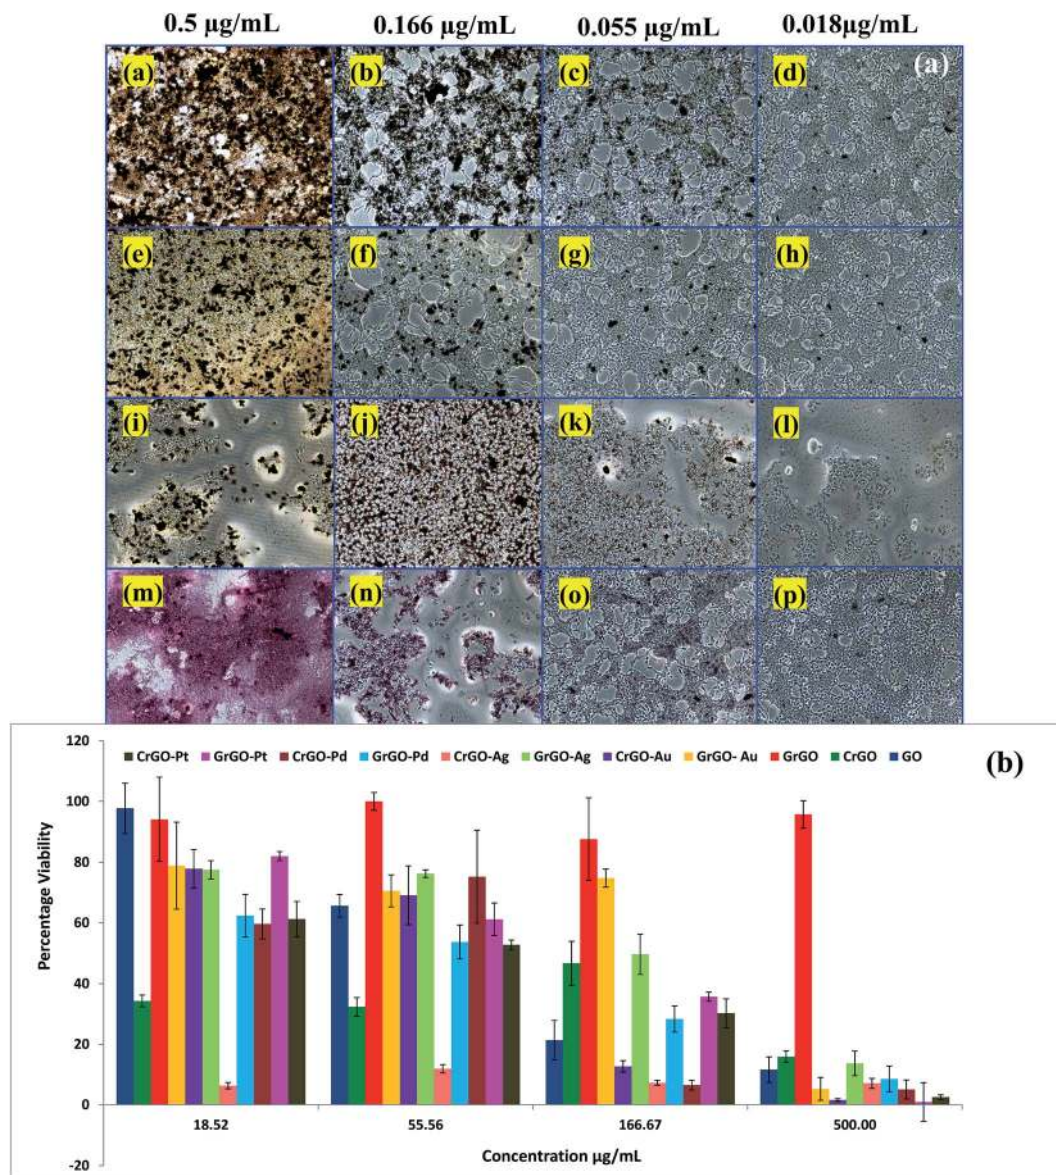 0.5 µg/mL 0.166 µg/mL 0.055 µg/mL 0.018µg/mL
(a) (b) (c) (d) (a)
(e) (f) (g) (h)
(i) (j) (k) (l)
(m) (n) (o) (p)
120
CrGO-Pt GrGO-Pt CrGO-Pd GrGO-Pd CrGO-Ag GrGO-Ag CrGO-Au GrGO- Au GrGO CrGO GO
(b)
100
80
60
40
20
0
-20
Percentage Viability
18.52 55.56 166.67 500.00
Concentration µg/mL